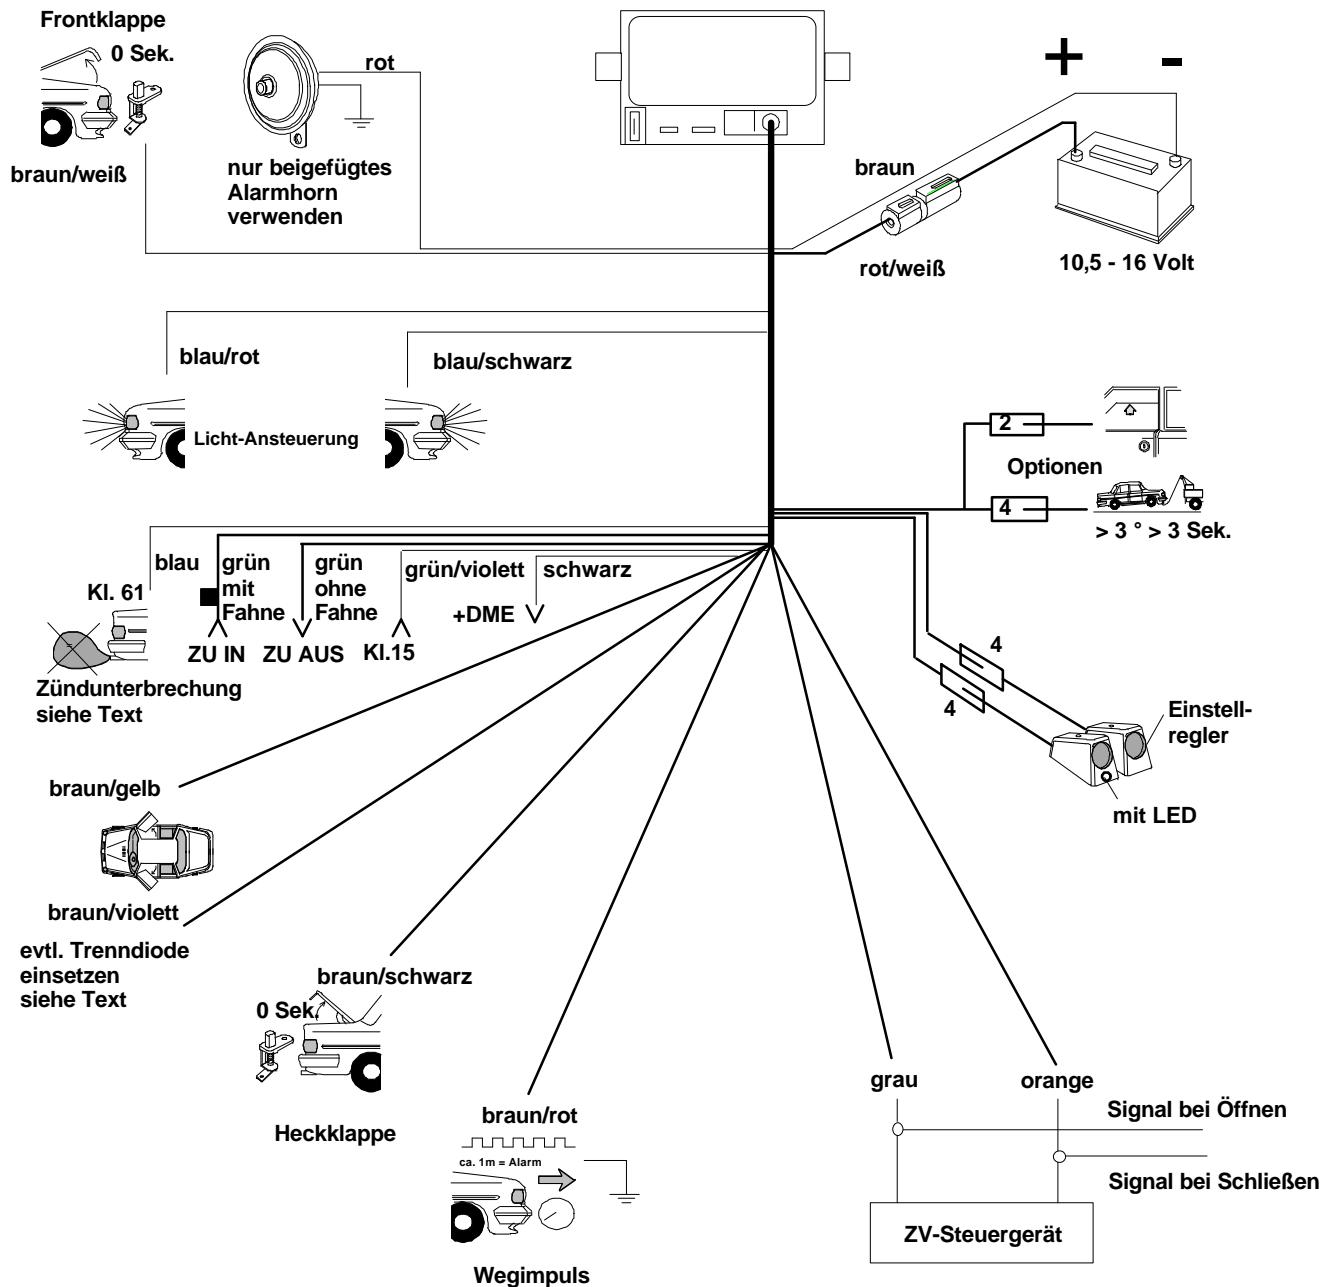 Frontklappe
0 Sek.
braun/weiß
rot
nur beigefügtes
Alarmhorn
verwenden
+ -
braun
rot/weiß
10,5 - 16 Volt
blau/rot
blau/schwarz
Licht-Ansteuerung
2
Optionen
4
> 3 ° > 3 Sek.
blau
Kl. 61
grün
mit
Fahne
grün
ohne
Fahne
grün/violett
schwarz
+DME
ZU IN
ZU AUS
Kl.15
Zündunterbrechung
siehe Text
4
4
Einstell-
regler
mit LED
braun/gelb
braun/violett
evtl. Trenndiode
einsetzen
siehe Text
braun/schwarz
0 Sek.
Heckklappe
braun/rot
ca. 1m = Alarm
Wegimpuls
grau
orange
Signal bei Öffnen
Signal bei Schließen
ZV-Steuergerät